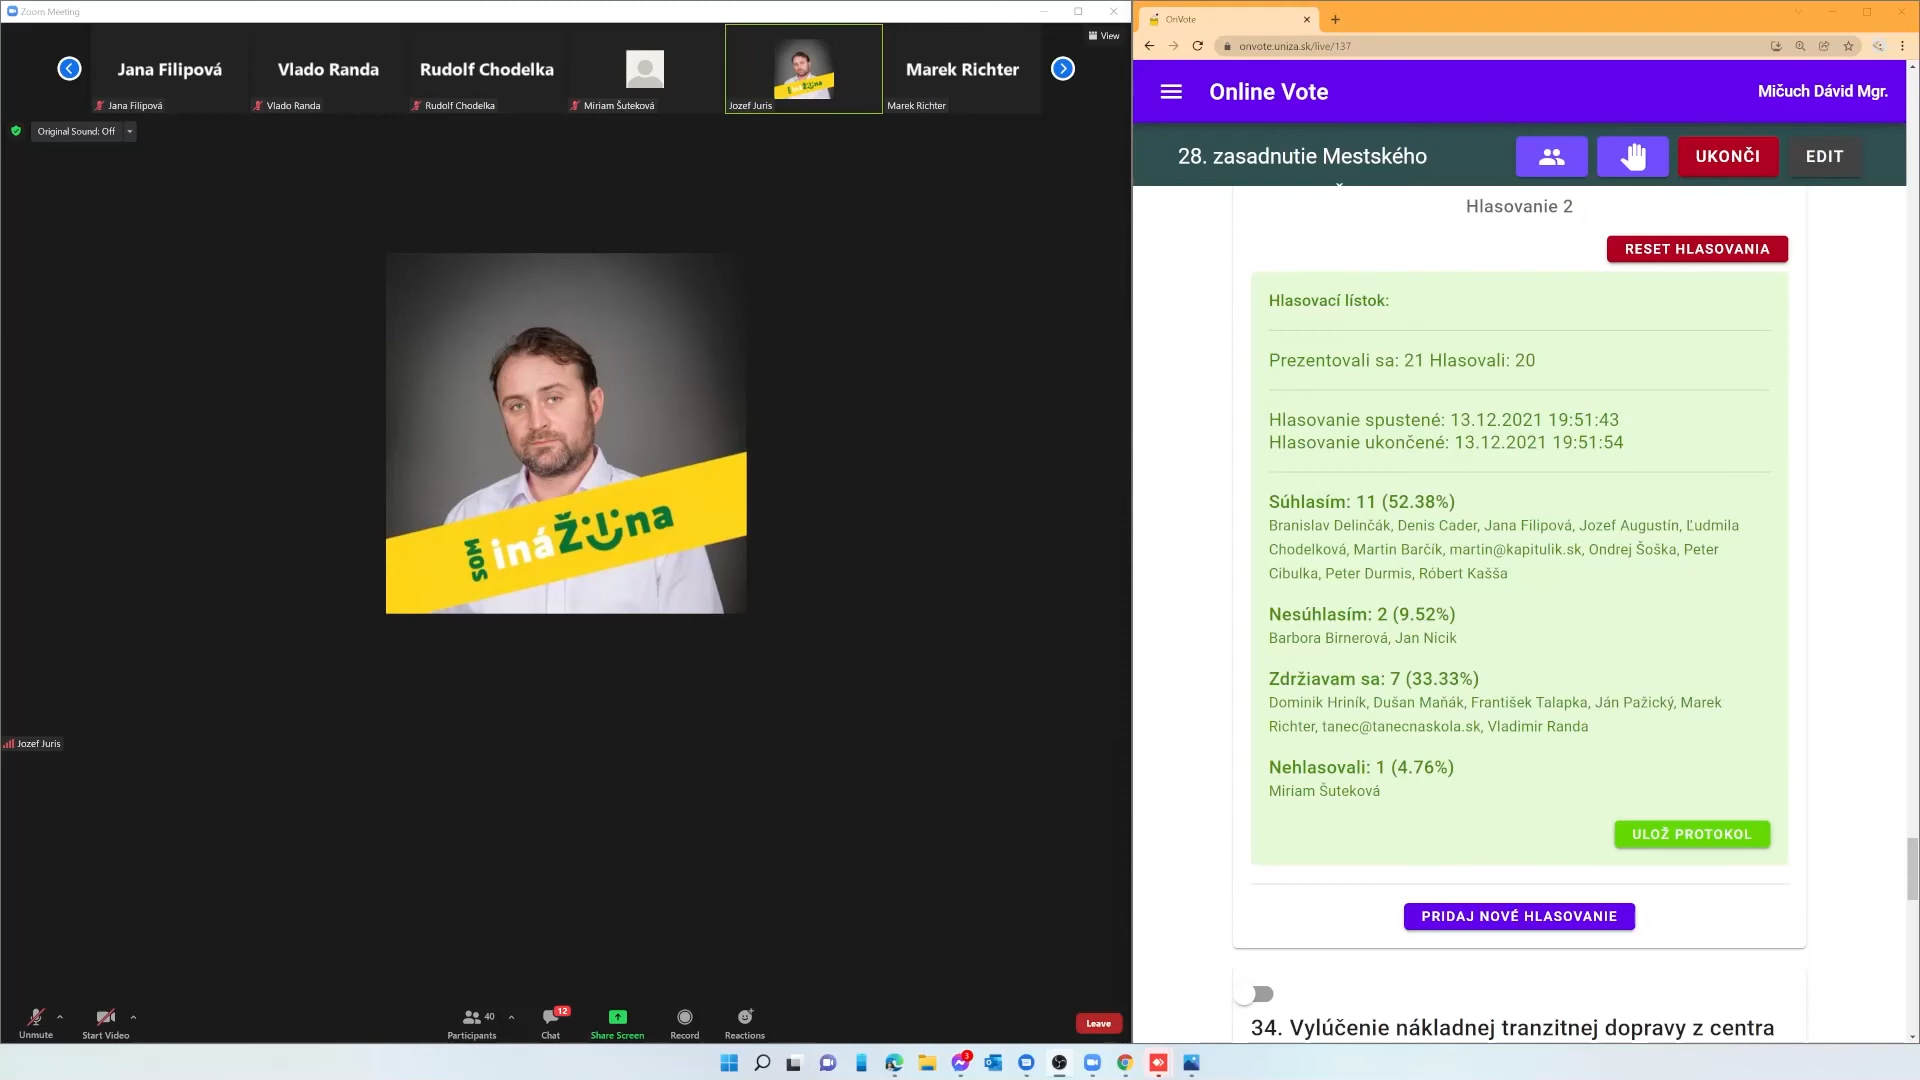 Zoom Meeting
Jana Filipová
Vlado Randa
Rudolf Chodelka
Marek Richter
View
Jana Filipová
Vlado Randa
Rudolf Chodelka
Miriam Šuteková
Jozef Juris
Marek Richter
Original Sound: Off
SOM ináŽilina
Jozef Juris
Unmute
Start Video
40
Participants
12
Chat
Share Screen
Record
Reactions
Leave
OnVote
onvote.uniza.sk/live/137
Online Vote
Mičuch Dávid Mgr.
28. zasadnutie Mestského
UKONČI
EDIT
Hlasovanie 2
RESET HLASOVANIA
Hlasovací lístok:
Prezentovali sa: 21 Hlasovali: 20
Hlasovanie spustené: 13.12.2021 19:51:43
Hlasovanie ukončené: 13.12.2021 19:51:54
Súhlasím: 11 (52.38%)
Branislav Delinčák, Denis Cader, Jana Filipová, Jozef Augustín, Ľudmila
Chodelková, Martin Barčík, martin@kapitulik.sk, Ondrej Šoška, Peter
Cibulka, Peter Durmis, Róbert Kašša
Nesúhlasím: 2 (9.52%)
Barbora Birnerová, Jan Nicik
Zdržiavam sa: 7 (33.33%)
Dominik Hriník, Dušan Maňák, František Talapka, Ján Pažický, Marek
Richter, tanec@tanecnaskola.sk, Vladimir Randa
Nehlasovali: 1 (4.76%)
Miriam Šuteková
ULOŽ PROTOKOL
PRIDAJ NOVÉ HLASOVANIE
34. Vylúčenie nákladnej tranzitnej dopravy z centra
3